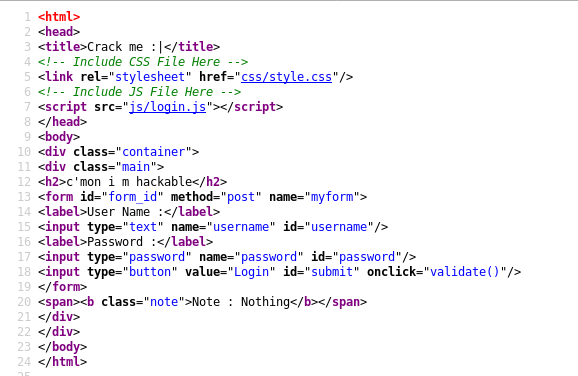 1 <html>
2 <head>
3 <title>Crack me :|</title>
4 <!-- Include CSS File Here -->
5 <link rel="stylesheet" href="css/style.css"/>
6 <!-- Include JS File Here -->
7 <script src="js/login.js"></script>
8 </head>
9 <body>
10 <div class="container">
11 <div class="main">
12 <h2>c'mon i m hackable</h2>
13 <form id="form_id" method="post" name="myform">
14 <label>User Name :</label>
15 <input type="text" name="username" id="username"/>
16 <label>Password :</label>
17 <input type="password" name="password" id="password"/>
18 <input type="button" value="Login" id="submit" onclick="validate()"/>
19 </form>
20 <span><b class="note">Note : Nothing</b></span>
21 </div>
22 </div>
23 </body>
24 </html>
25